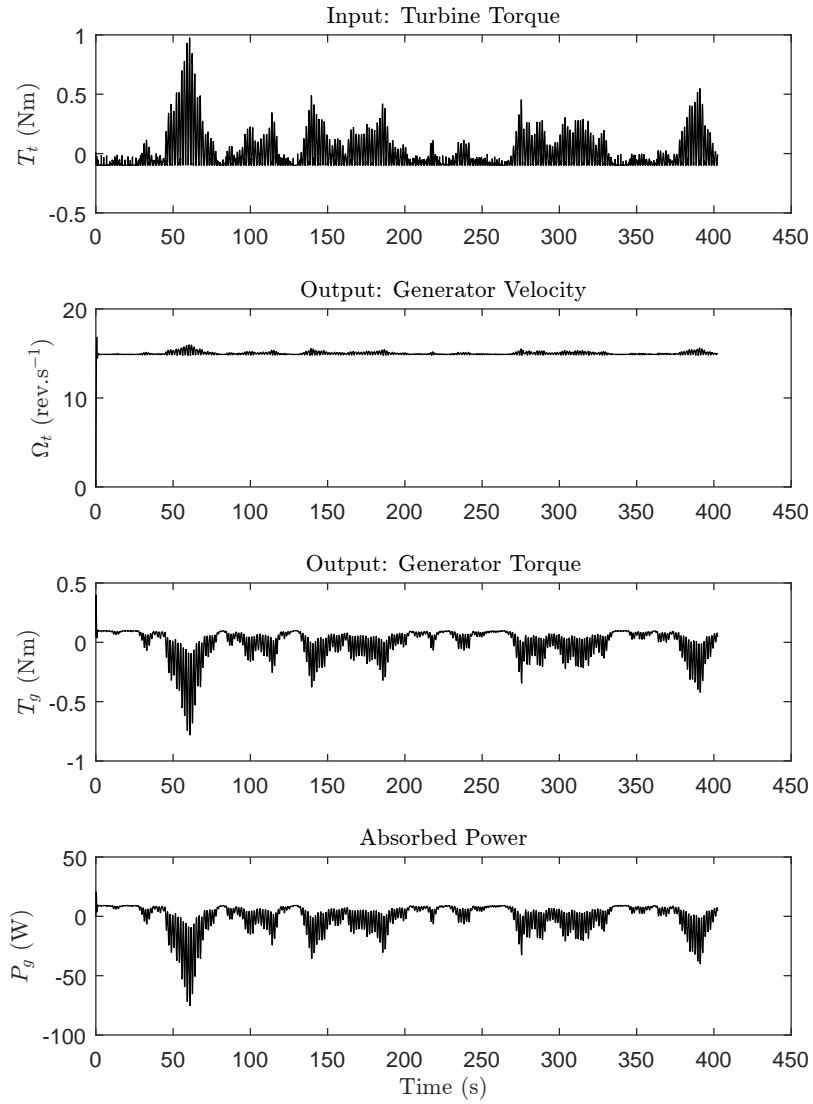 Input: Turbine Torque
1
0.5
0
-0.5
T_t (Nm)
0 50 100 150 200 250 300 350 400 450
Output: Generator Velocity
20
10
0
Ω_t (rev.s⁻¹)
0 50 100 150 200 250 300 350 400 450
Output: Generator Torque
0.5
0
-0.5
-1
T_g (Nm)
0 50 100 150 200 250 300 350 400 450
Absorbed Power
50
0
-50
-100
P_g (W)
0 50 100 150 200 250 300 350 400 450
Time (s)